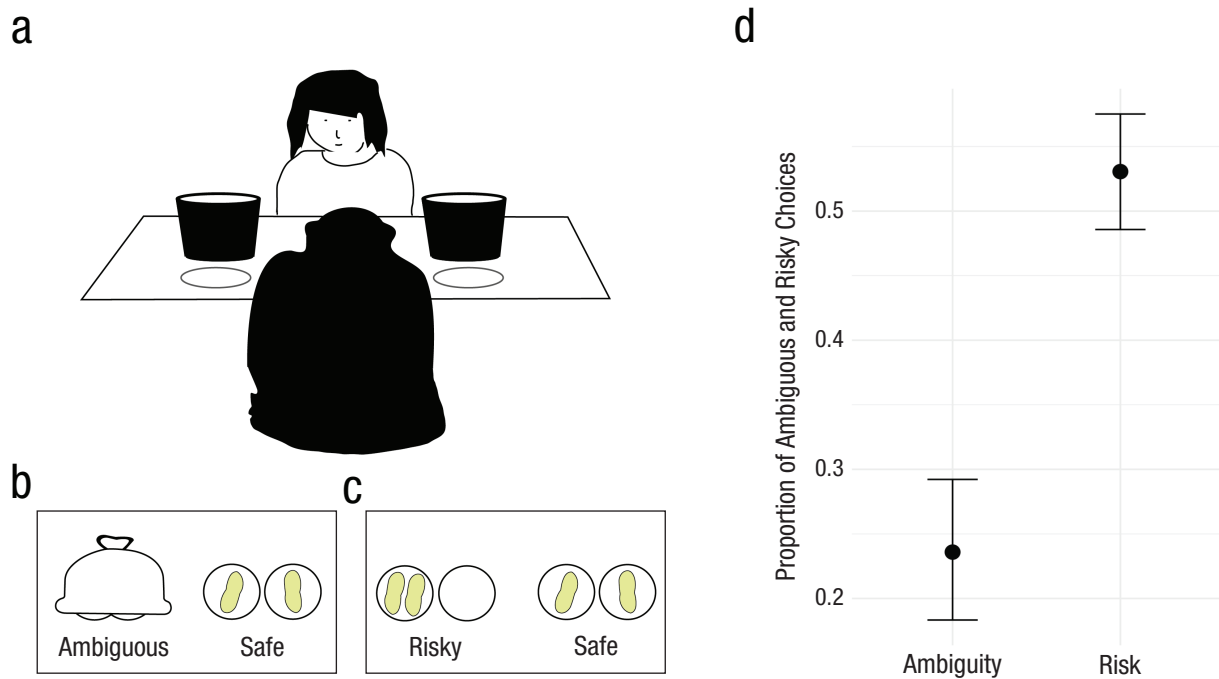 a
b
Ambiguous
Safe
c
Risky
Safe
d
Proportion of Ambiguous and Risky Choices
0.5
0.4
0.3
0.2
Ambiguity
Risk